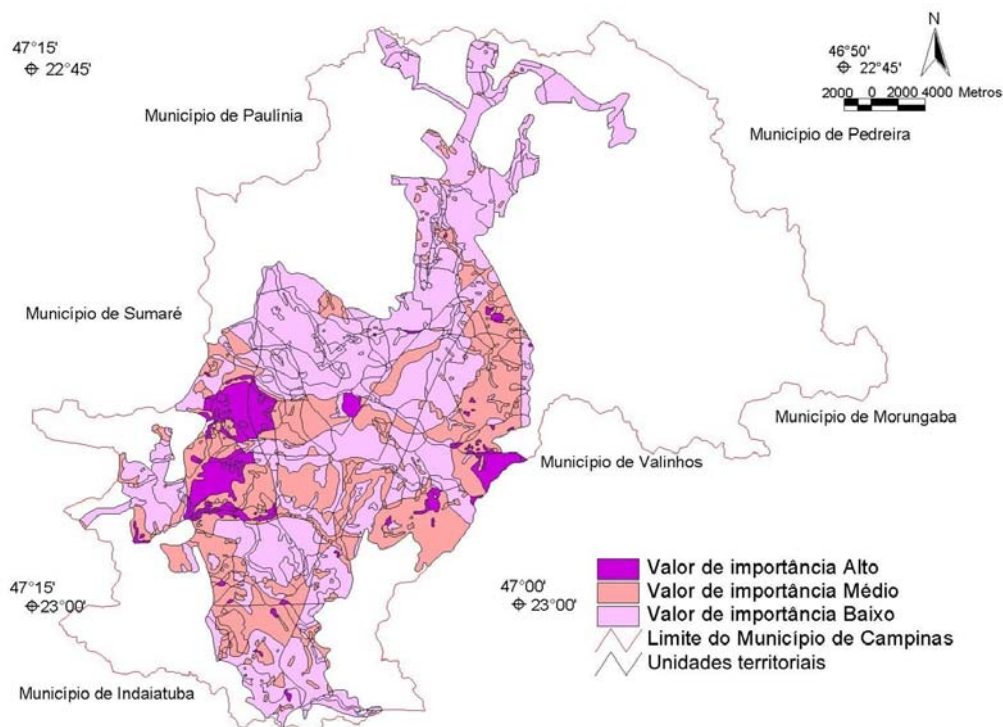 N
47°15'
22°45'
46°50'
22°45'
2000 0 2000 4000 Metros
Município de Paulínia
Município de Pedreira
Município de Sumaré
Município de Morungaba
Município de Valinhos
47°15'
23°00'
47°00'
23°00'
Valor de importância Alto
Valor de importância Médio
Valor de importância Baixo
Limite do Município de Campinas
Unidades territoriais
Município de Indaiatuba